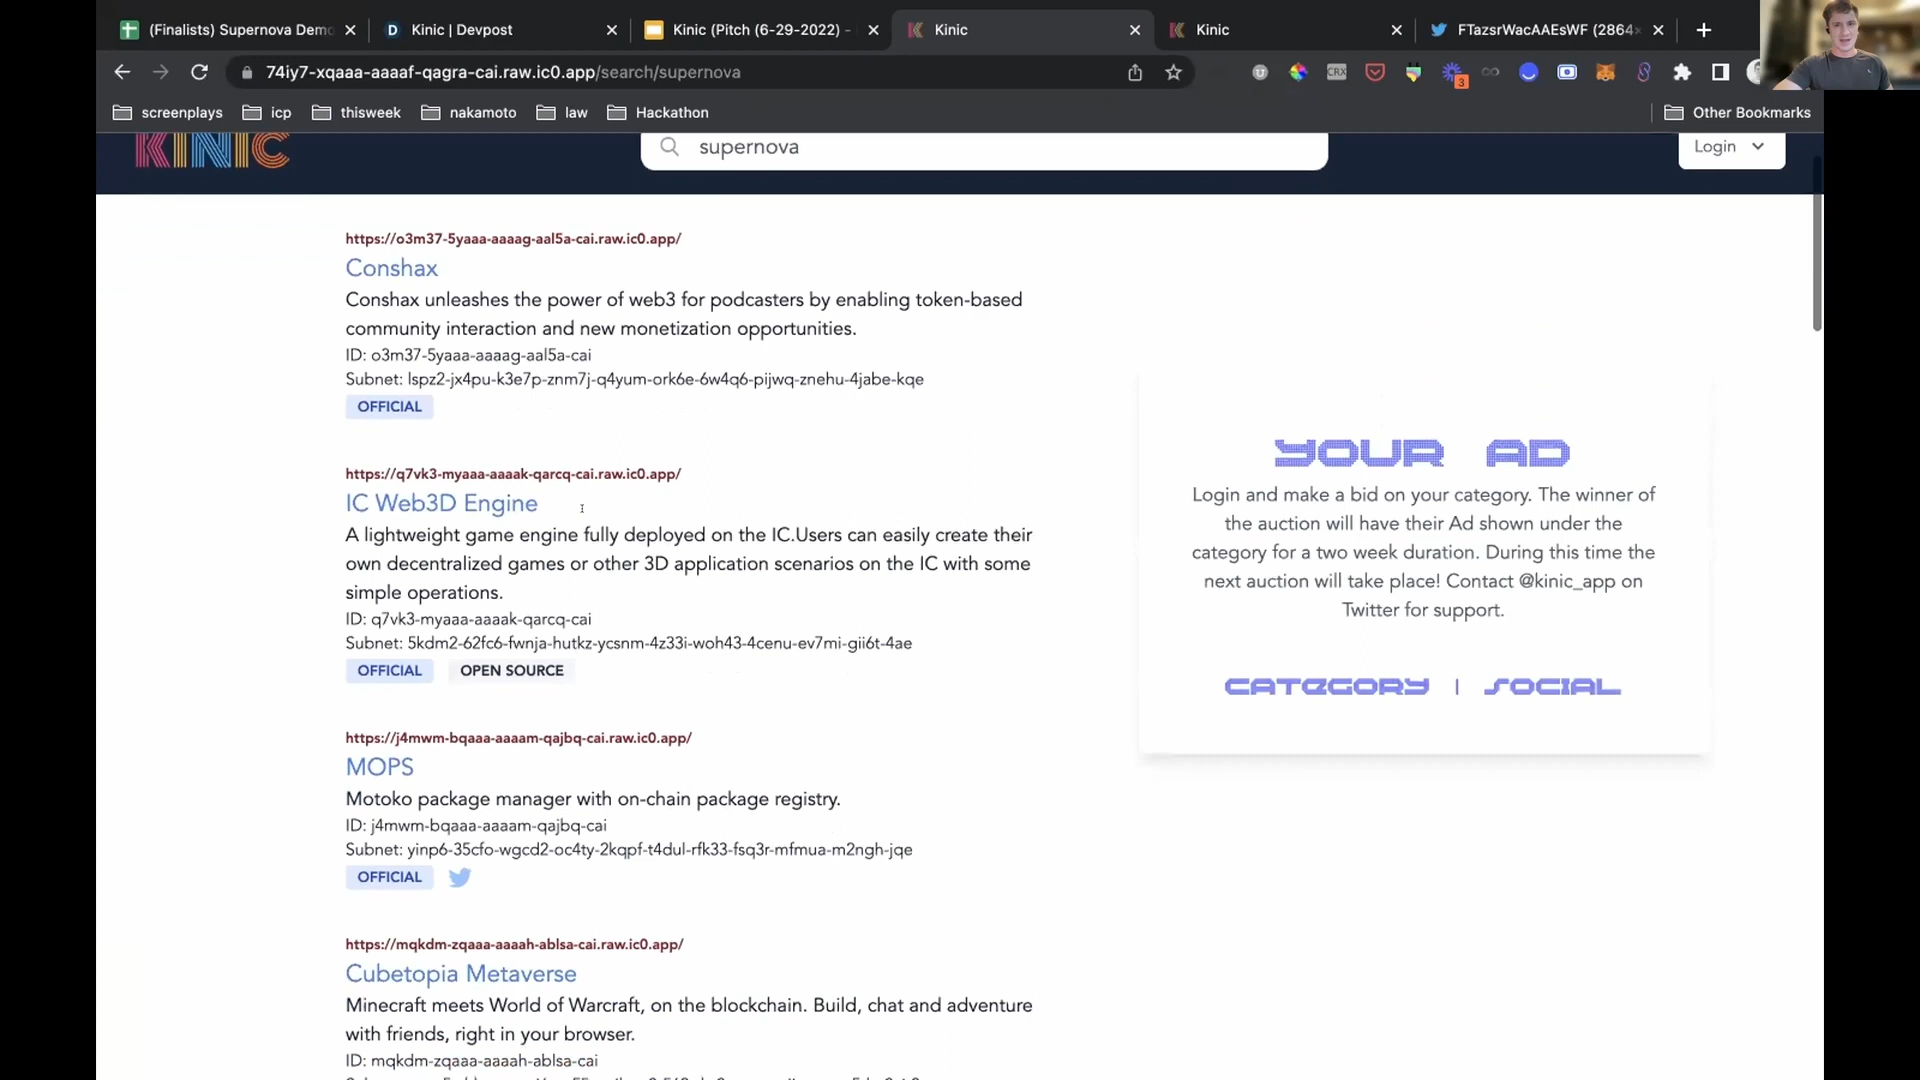 (Finalists) Supernova Demo
Kinic | Devpost
Kinic (Pitch (6-29-2022) -
Kinic
Kinic
FTazsrWacAAEsWF (2864×
74iy7-xqaaa-aaaaf-qagra-cai.raw.ic0.app/search/supernova
CRX
3
screenplays
icp
thisweek
nakamoto
law
Hackathon
Other Bookmarks
KINIC
supernova
Login
https://o3m37-5yaaa-aaaag-aal5a-cai.raw.ic0.app/
Conshax
Conshax unleashes the power of web3 for podcasters by enabling token-based
community interaction and new monetization opportunities.
ID: o3m37-5yaaa-aaaag-aal5a-cai
Subnet: lspz2-jx4pu-k3e7p-znm7j-q4yum-ork6e-6w4q6-pijwq-znehu-4jabe-kqe
OFFICIAL
https://q7vk3-myaaa-aaaak-qarcq-cai.raw.ic0.app/
IC Web3D Engine
A lightweight game engine fully deployed on the IC.Users can easily create their
own decentralized games or other 3D application scenarios on the IC with some
simple operations.
ID: q7vk3-myaaa-aaaak-qarcq-cai
Subnet: 5kdm2-62fc6-fwnja-hutkz-ycsnm-4z33i-woh43-4cenu-ev7mi-gii6t-4ae
OFFICIAL OPEN SOURCE
https://j4mwm-bqaaa-aaaam-qajbq-cai.raw.ic0.app/
MOPS
Motoko package manager with on-chain package registry.
ID: j4mwm-bqaaa-aaaam-qajbq-cai
Subnet: yinp6-35cfo-wgcd2-oc4ty-2kqpf-t4dul-rfk33-fsq3r-mfmua-m2ngh-jqe
OFFICIAL
https://mqkdm-zqaaa-aaaah-ablsa-cai.raw.ic0.app/
Cubetopia Metaverse
Minecraft meets World of Warcraft, on the blockchain. Build, chat and adventure
with friends, right in your browser.
ID: mqkdm-zqaaa-aaaah-ablsa-cai
YOUR AD
Login and make a bid on your category. The winner of
the auction will have their Ad shown under the
category for a two week duration. During this time the
next auction will take place! Contact @kinic_app on
Twitter for support.
CATEGORY | SOCIAL